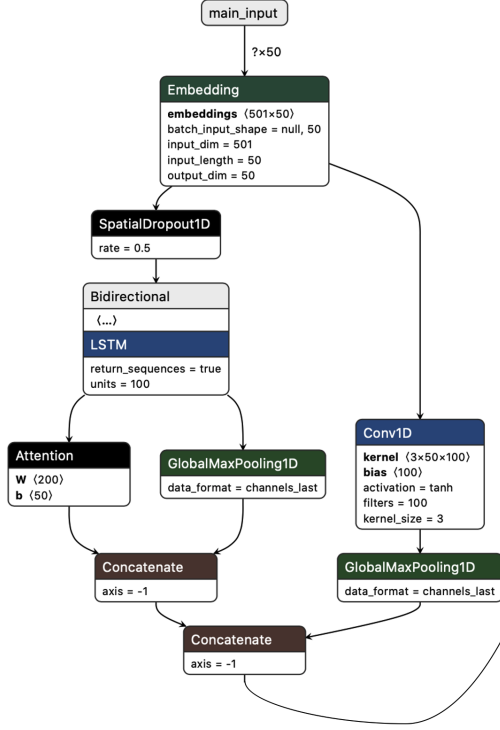 main_input
?×50
Embedding
embeddings ⟨501×50⟩
batch_input_shape = null, 50
input_dim = 501
input_length = 50
output_dim = 50
SpatialDropout1D
rate = 0.5
Bidirectional
⟨...⟩
LSTM
return_sequences = true
units = 100
Attention
W ⟨200⟩
b ⟨50⟩
GlobalMaxPooling1D
data_format = channels_last
Conv1D
kernel ⟨3×50×100⟩
bias ⟨100⟩
activation = tanh
filters = 100
kernel_size = 3
Concatenate
axis = -1
GlobalMaxPooling1D
data_format = channels_last
Concatenate
axis = -1